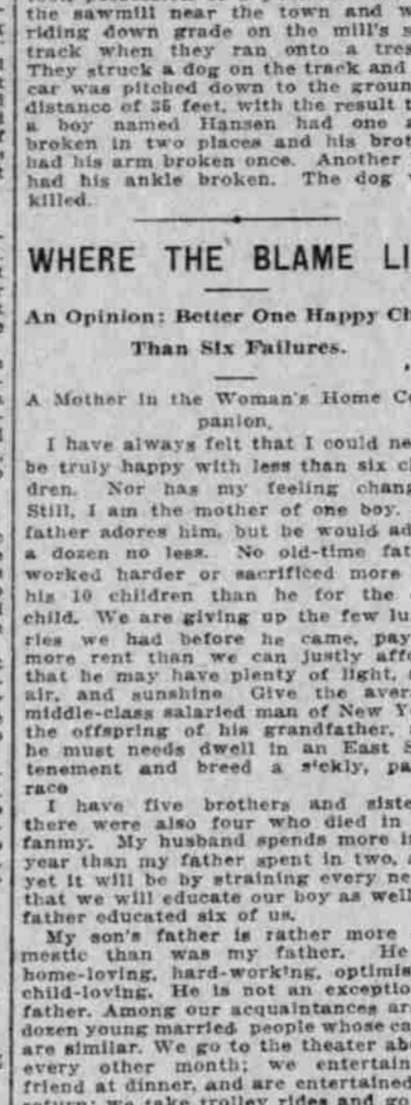 the sawmill near the town and w
riding down grade on the mill's s
track when they ran onto a tres
They struck a dog on the track and
car was pitched down to the groun
distance of 35 feet, with the result t
a boy named Hansen had one a
broken in two places and his brot
had his arm broken once. Another
had his ankle broken. The dog w
killed.
WHERE THE BLAME LI
An Opinion: Better One Happy Ch
Than Six Failures.
A Mother in the Woman's Home Co
panion.
I have always felt that I could ne
be truly happy with less than six ch
dren. Nor has my feeling chang
Still, I am the mother of one boy.
father adores him, but he would ad
a dozen no less. No old-time fat
worked harder or sacrificed more
his 10 children than he for the
child. We are giving up the few lu
ries we had before he came, pay
more rent than we can justly affo
that he may have plenty of light,
air, and sunshine Give the aver
middle-class salaried man of New Y
the offspring of his grandfather,
he must needs dwell in an East S
tenement and breed a s'ckly, pa
race
I have five brothers and siste
there were also four who died in
fanmy. My husband spends more i
year than my father spent in two,
yet it will be by straining every ne
that we will educate our boy as well
father educated six of us.
My son's father is rather more
mestic than was my father. He
home-loving, hard-work'ng, optimis
child-loving. He is not an exceptio
father. Among our acquaintances ar
dozen young married people whose ca
are similar. We go to the theater ab
every other month; we entertain
friend at dinner, and are entertained
return; we take trolley rides and go